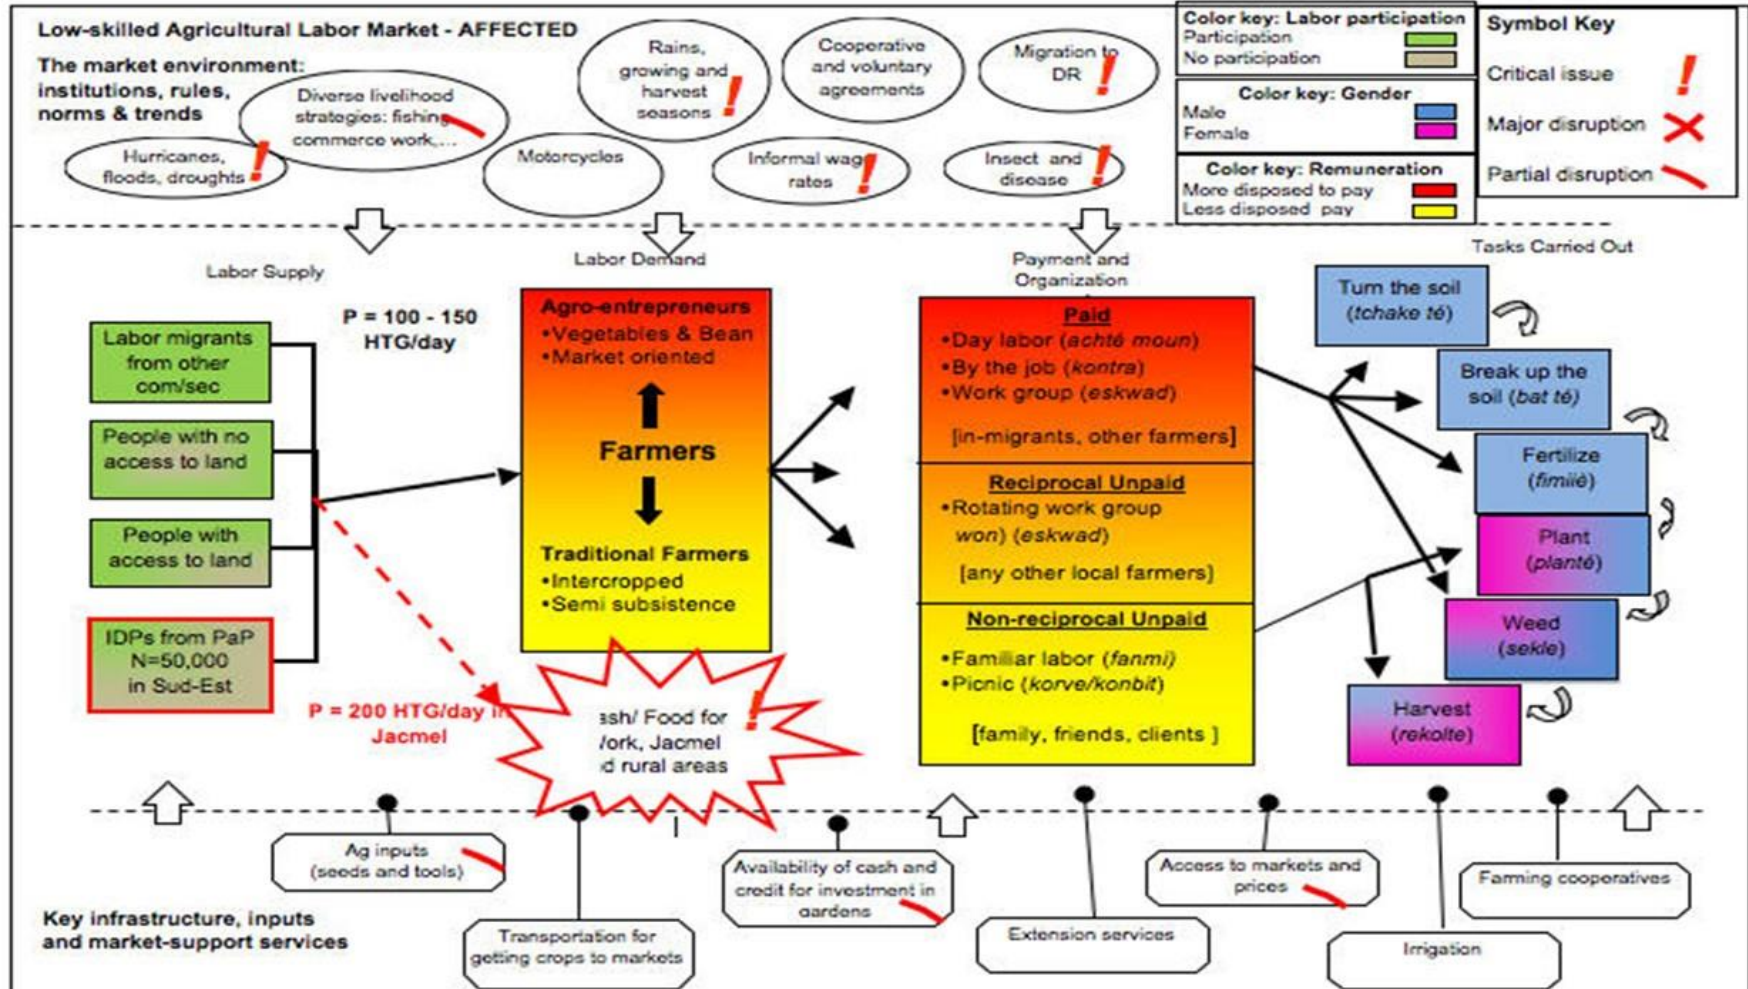 Low-skilled Agricultural Labor Market - AFFECTED
The market environment:
institutions, rules,
norms & trends
Diverse livelihood
strategies: fishing
commerce work,...
Rains,
growing and
harvest
seasons
Cooperative
and voluntary
agreements
Migration to
DR
Hurricanes,
floods, droughts
Motorcycles
Informal wage
rates
Insect and
disease
Color key: Labor participation
Participation
No participation
Color key: Gender
Male
Female
Color key: Remuneration
More disposed to pay
Less disposed pay
Symbol Key
Critical issue
Major disruption
Partial disruption
Labor Supply
Labor Demand
Payment and
Organization
Tasks Carried Out
P = 100 - 150
HTG/day
Labor migrants
from other
com/sec
People with no
access to land
People with
access to land
IDPs from PaP
N=50,000
in Sud-Est
P = 200 HTG/day in
Jacmel
Agro-entrepreneurs
•Vegetables & Bean
•Market oriented
Farmers
Traditional Farmers
•Intercropped
•Semi subsistence
ash/ Food for
Work, Jacmel
d rural areas
Paid
•Day labor (achté moun)
•By the job (kontra)
•Work group (eskwad)
[in-migrants, other farmers]
Reciprocal Unpaid
•Rotating work group
won) (eskwad)
[any other local farmers]
Non-reciprocal Unpaid
•Familiar labor (fanmi)
•Picnic (korve/konbit)
[family, friends, clients ]
Turn the soil
(tchake té)
Break up the
soil (bat té)
Fertilize
(fimiiè)
Plant
(planté)
Weed
(sekle)
Harvest
(rekolte)
Ag inputs
(seeds and tools)
Transportation for
getting crops to markets
Availability of cash and
credit for investment in
gardens
Extension services
Access to markets and
prices
Irrigation
Farming cooperatives
Key infrastructure, inputs
and market-support services